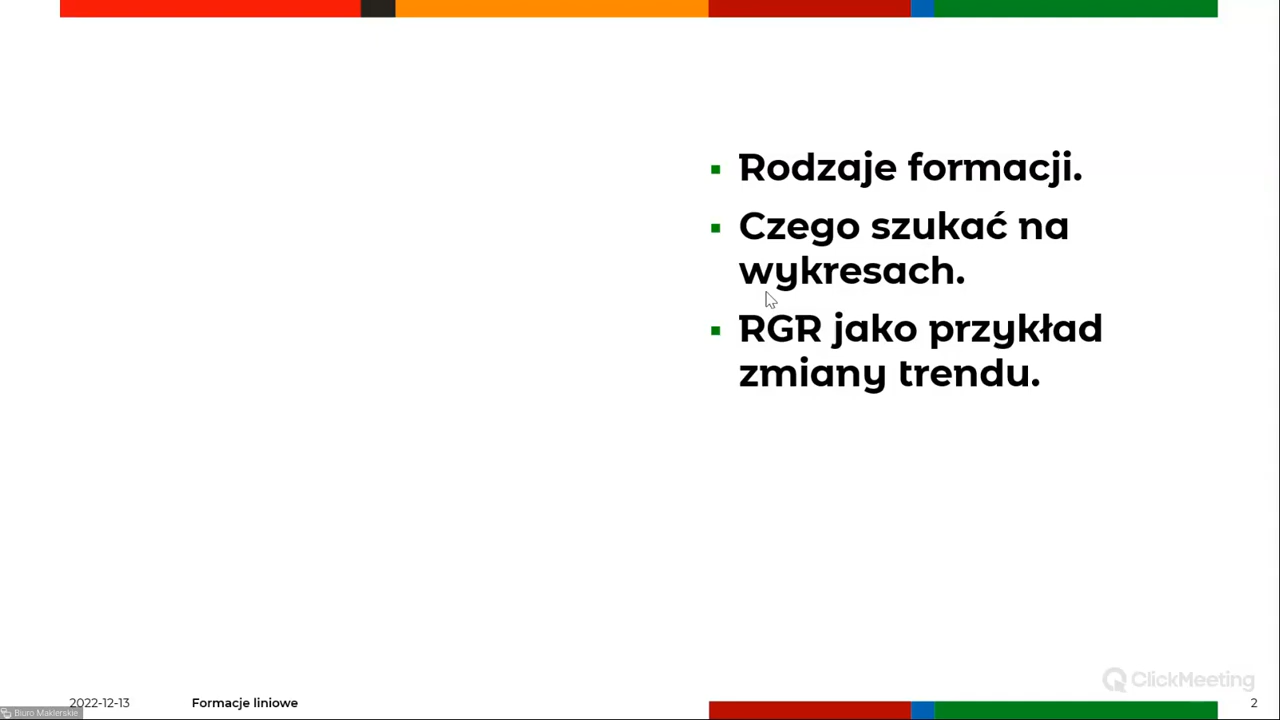 Rodzaje formacji.
Czego szukać na
wykresach.
RGR jako przykład
zmiany trendu.
ClickMeeting
2022-12-13
Formacje liniowe
2
Biuro Maklerskie